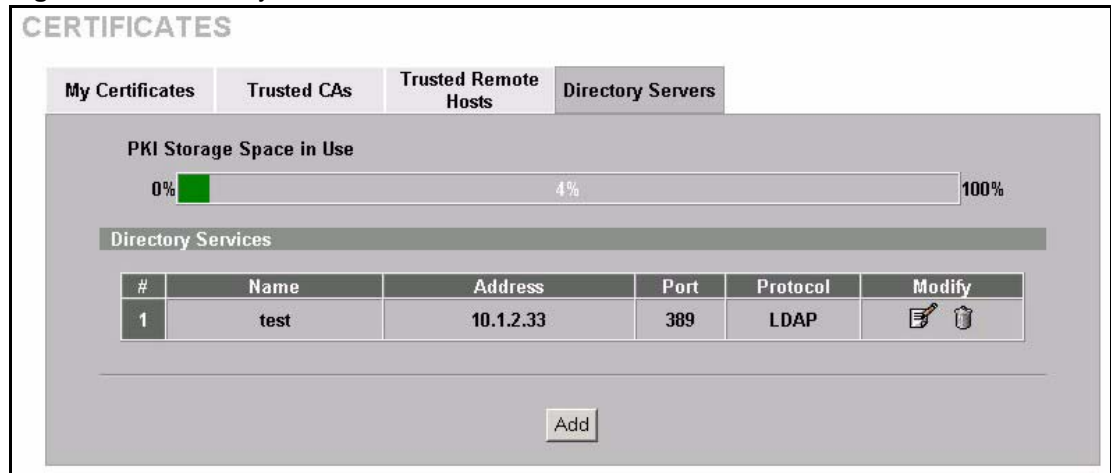 CERTIFICATES
My Certificates
Trusted CAs
Trusted Remote
Hosts
Directory Servers
PKI Storage Space in Use
0% 4% 100%
Directory Services
# Name Address Port Protocol Modify
1 test 10.1.2.33 389 LDAP
Add